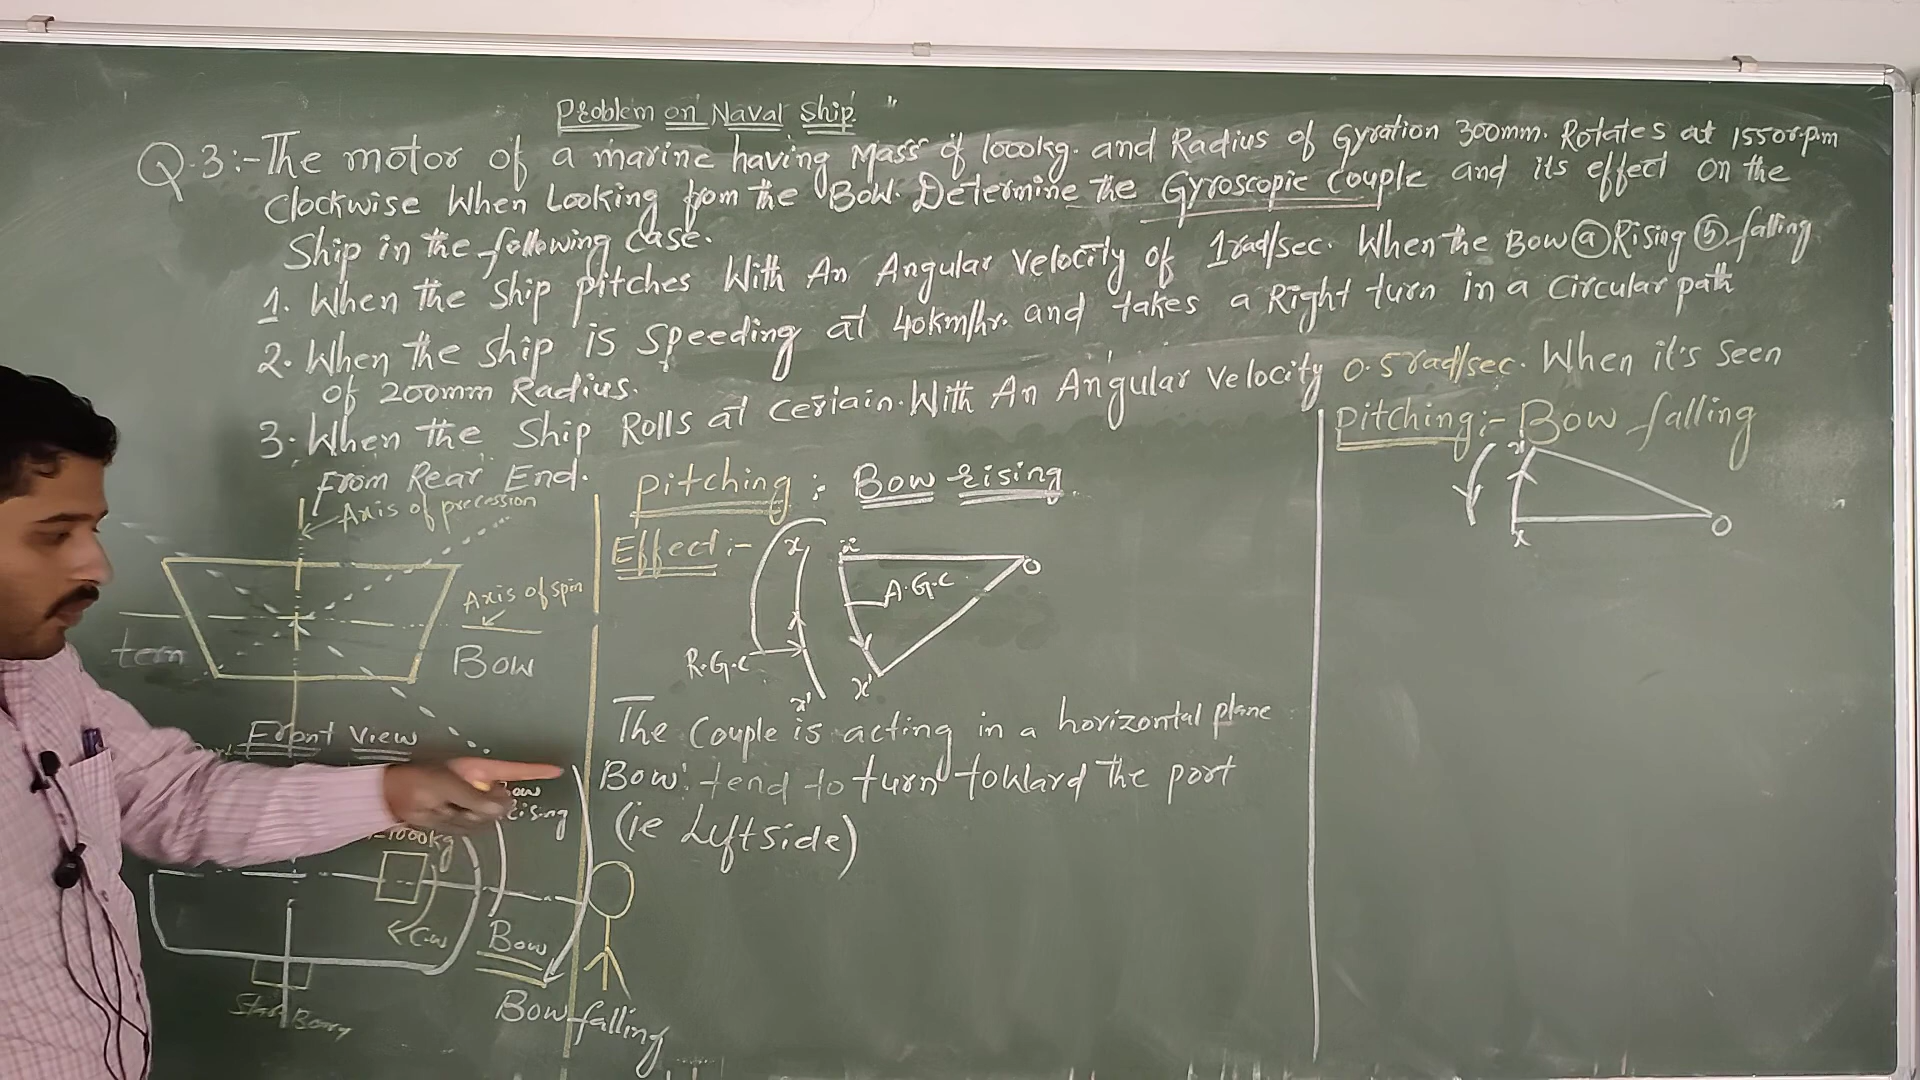 Problem on Naval Ship "
Q.3:- The motor of a marine having Mass of 1000kg. and Radius of Gyration 300mm. Rotates at 1550r.p.m
Clockwise When Looking from the Bow. Determine the Gyroscopic Couple and its effect on the
Ship in the following Case.
1. When the Ship pitches With An Angular velocity of 1rad/sec. When the Bow (a) Rising (b) falling
2. When the Ship is speeding at 40km/hr. and takes a Right turn in a Circular path
of 200mm Radius.
3. When the Ship Rolls at certain. With An Angular velocity 0.5rad/sec. When it's seen
From Rear End.
Axis of precession
Axis of spin
tern
Bow
Front view
Bow
Rising
1000kg
C.W
Bow
Bow falling
Pitching :- Bow Rising
Effect :-
x
x
O
A.G.C
R.G.C
x'
x'
The Couple is acting in a horizontal plane
Bow: tend to turn toward the port
(ie Left side)
Pitching:- Bow falling
x'
x
O